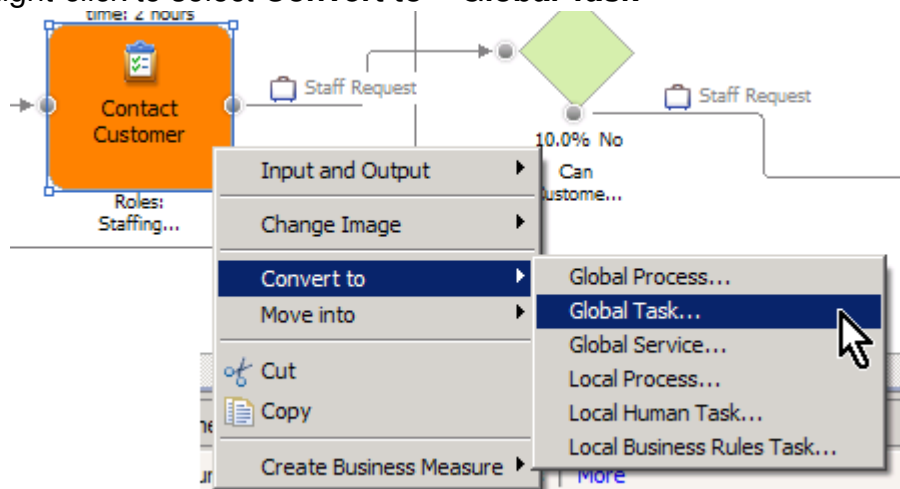 time: 2 hours
Contact
Customer
Staff Request
Staff Request
10.0% No
Can
Roles:
Staffing...
Input and Output
Change Image
Convert to
Move into
Cut
Copy
Create Business Measure
Global Process...
Global Task...
Global Service...
Local Process...
Local Human Task...
Local Business Rules Task...
More